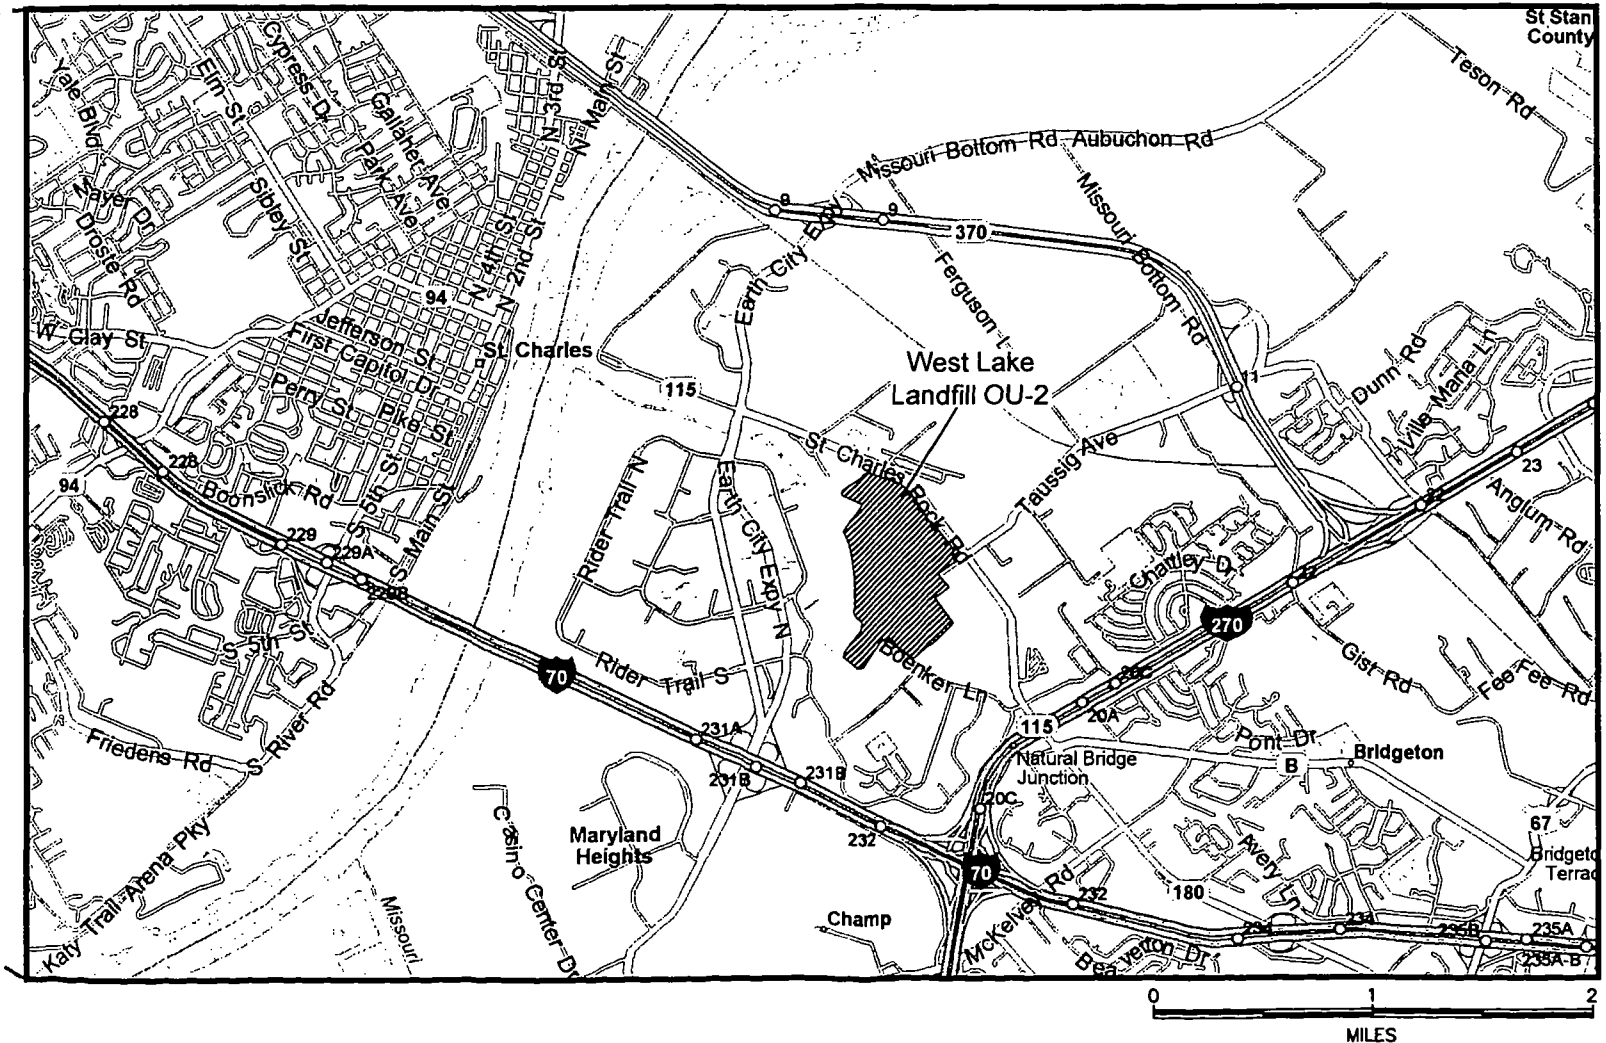 St Stan
County
Teson Rd
Cypress Dr
Yale Blvd
Elm St
Gallaher Ave
Park Ave
N 3rd St
N Main St
Missouri Bottom Rd
Aubuchon Rd
Mayer Dr
Droste Rd
Sibley St
N 4th St
N 2nd St
9
9
370
Earth City Expy
Missouri Bottom Rd
Ferguson L
94
W Clay St
Jefferson St
First Capitol Dr
St. Charles
Perry St
Pike St
115
West Lake
Landfill OU-2
11
Dunn Rd
Ville Maria Ln
228
228
94
Boonslick Rd
S 5th St
S Main St
St Charles Rock Rd
Taussig Ave
23
22
Anglum Rd
Rider Trail N
Earth City Expy N
229
229A
229B
Chartley Dr
22
270
S 5th St
Boenker Ln
Gist Rd
Fee Fee Rd
70
Rider Trail S
20C
20A
S River Rd
Friedens Rd
231A
231B
231B
115
Natural Bridge
Junction
Pont Dr
B
Bridgeton
20C
Casino Center Dr
Maryland
Heights
232
67
Bridgeto
Terrac
Avery Ln
Katy Trail Arena Pky
Missouri
70
McKelvey Rd
232
180
Champ
Beaverton Dr
234
234
235B
235A
235A-B
0
1
2
MILES